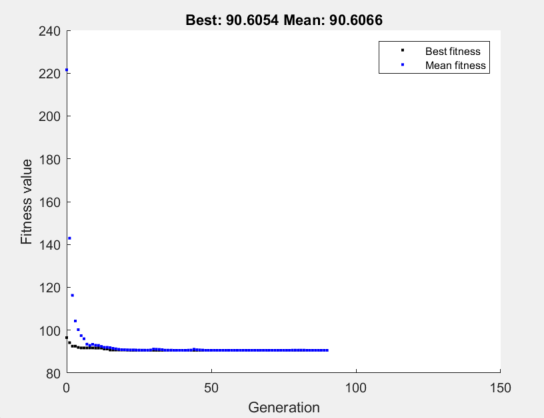 Best: 90.6054 Mean: 90.6066
240
220
200
180
160
140
120
100
80
Fitness value
Best fitness
Mean fitness
0
50
100
150
Generation